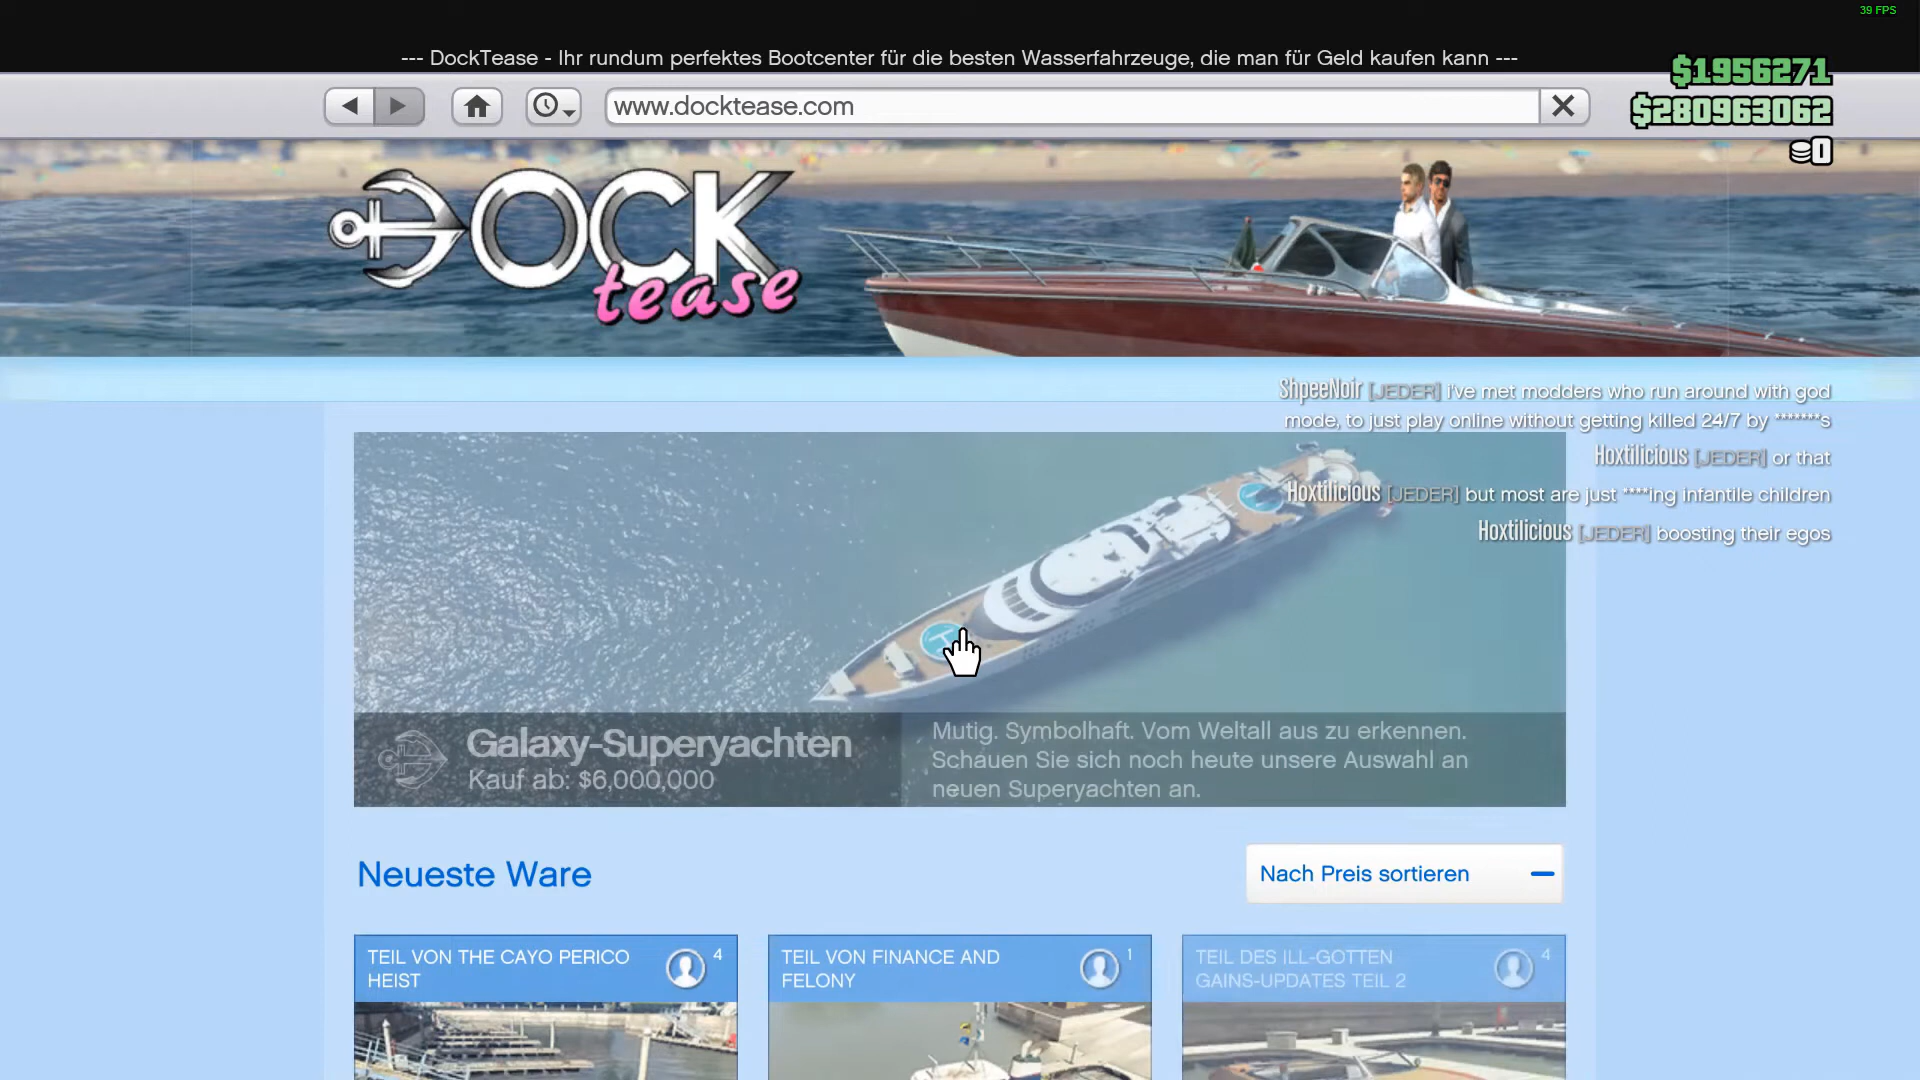 39 FPS
--- DockTease - Ihr rundum perfektes Bootcenter für die besten Wasserfahrzeuge, die man für Geld kaufen kann ---
$1956271
www.docktease.com
$280963062
1
DOCK
tease
ShpeeNoir [JEDER] i've met modders who run around with god
mode, to just play online without getting killed 24/7 by *******s
Hoxtilicious [JEDER] or that
Hoxtilicious [JEDER] but most are just ****ing infantile children
Hoxtilicious [JEDER] boosting their egos
Galaxy-Superyachten
Kauf ab: $6,000,000
Mutig. Symbolhaft. Vom Weltall aus zu erkennen.
Schauen Sie sich noch heute unsere Auswahl an
neuen Superyachten an.
Neueste Ware
Nach Preis sortieren
TEIL VON THE CAYO PERICO
HEIST
4
TEIL VON FINANCE AND
FELONY
1
TEIL DES ILL-GOTTEN
GAINS-UPDATES TEIL 2
4